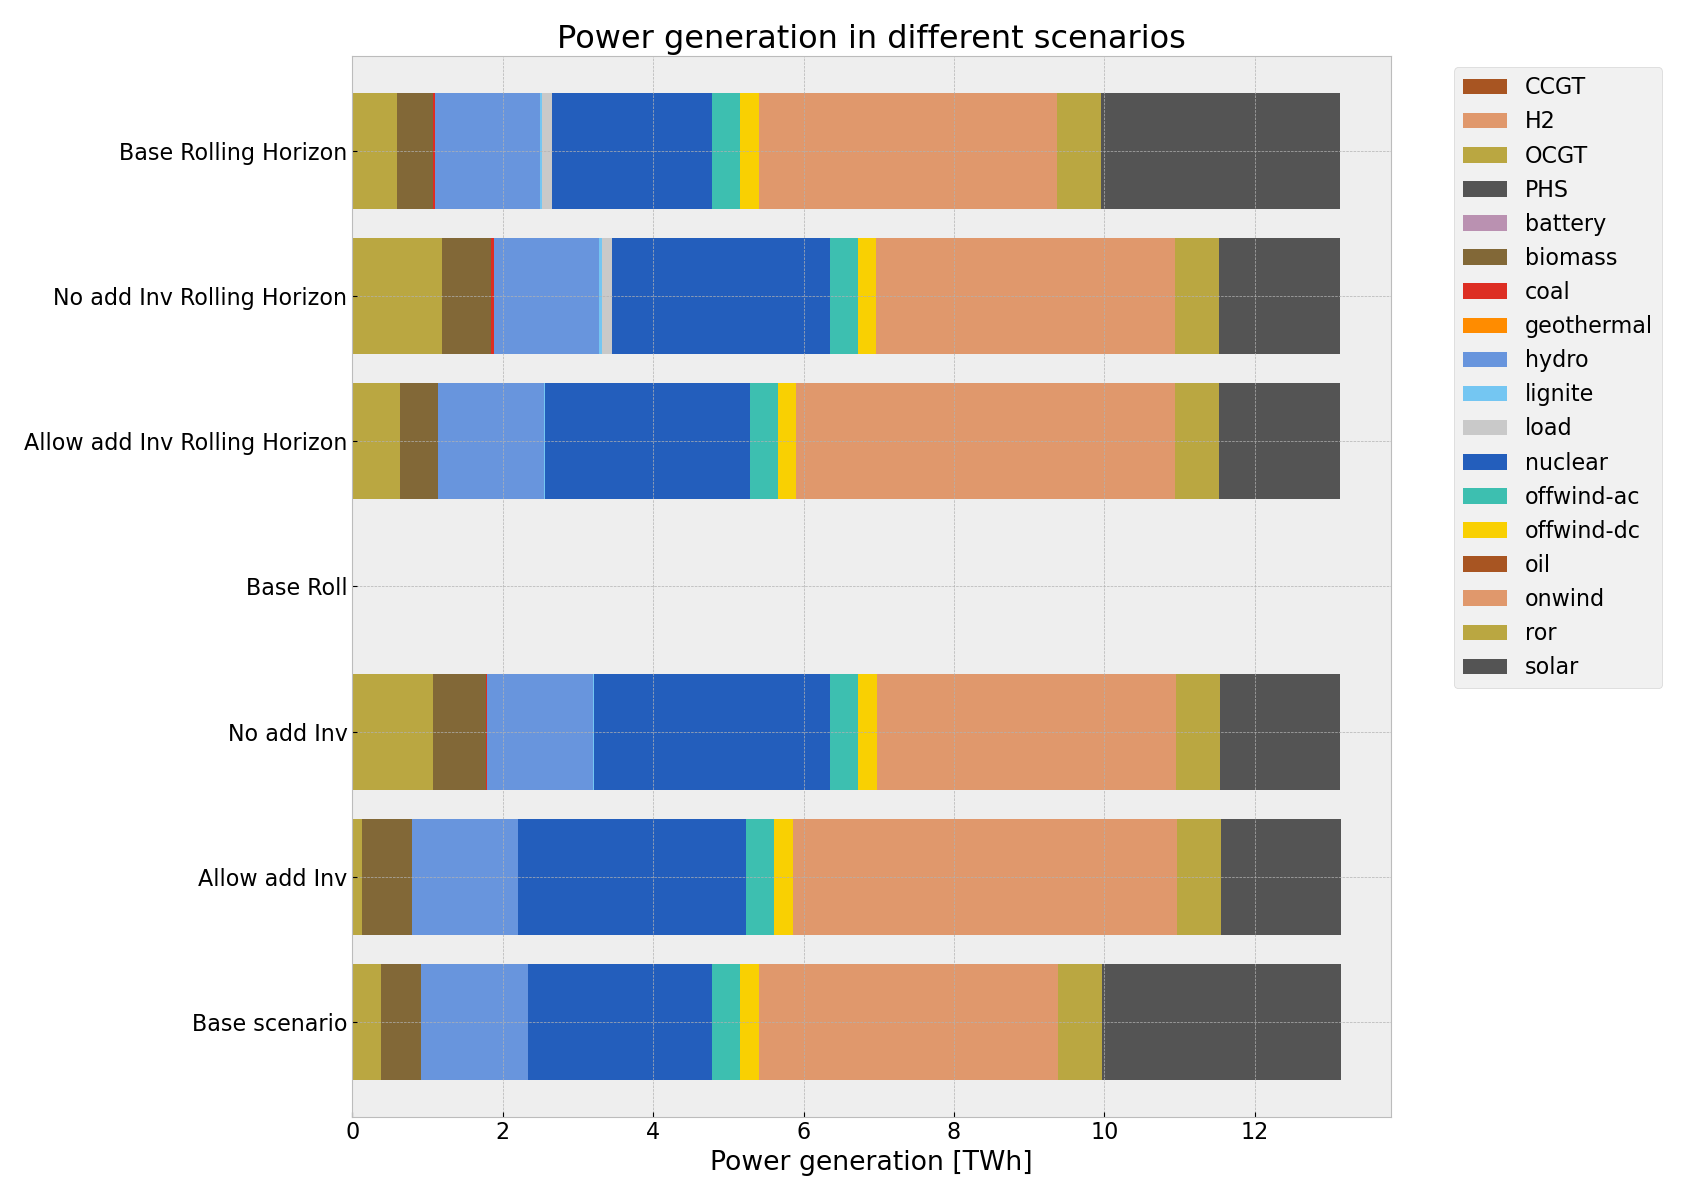 Power generation in different scenarios
Base Rolling Horizon
No add Inv Rolling Horizon
Allow add Inv Rolling Horizon
Base Roll
No add Inv
Allow add Inv
Base scenario
0 2 4 6 8 10 12
Power generation [TWh]
CCGT
H2
OCGT
PHS
battery
biomass
coal
geothermal
hydro
lignite
load
nuclear
offwind-ac
offwind-dc
oil
onwind
ror
solar